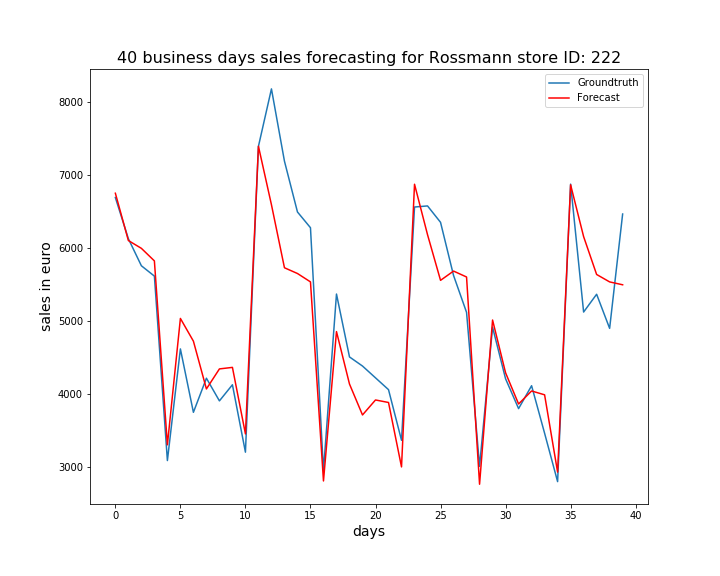 40 business days sales forecasting for Rossmann store ID: 222
Groundtruth
Forecast
sales in euro
8000
7000
6000
5000
4000
3000
0 5 10 15 20 25 30 35 40
days